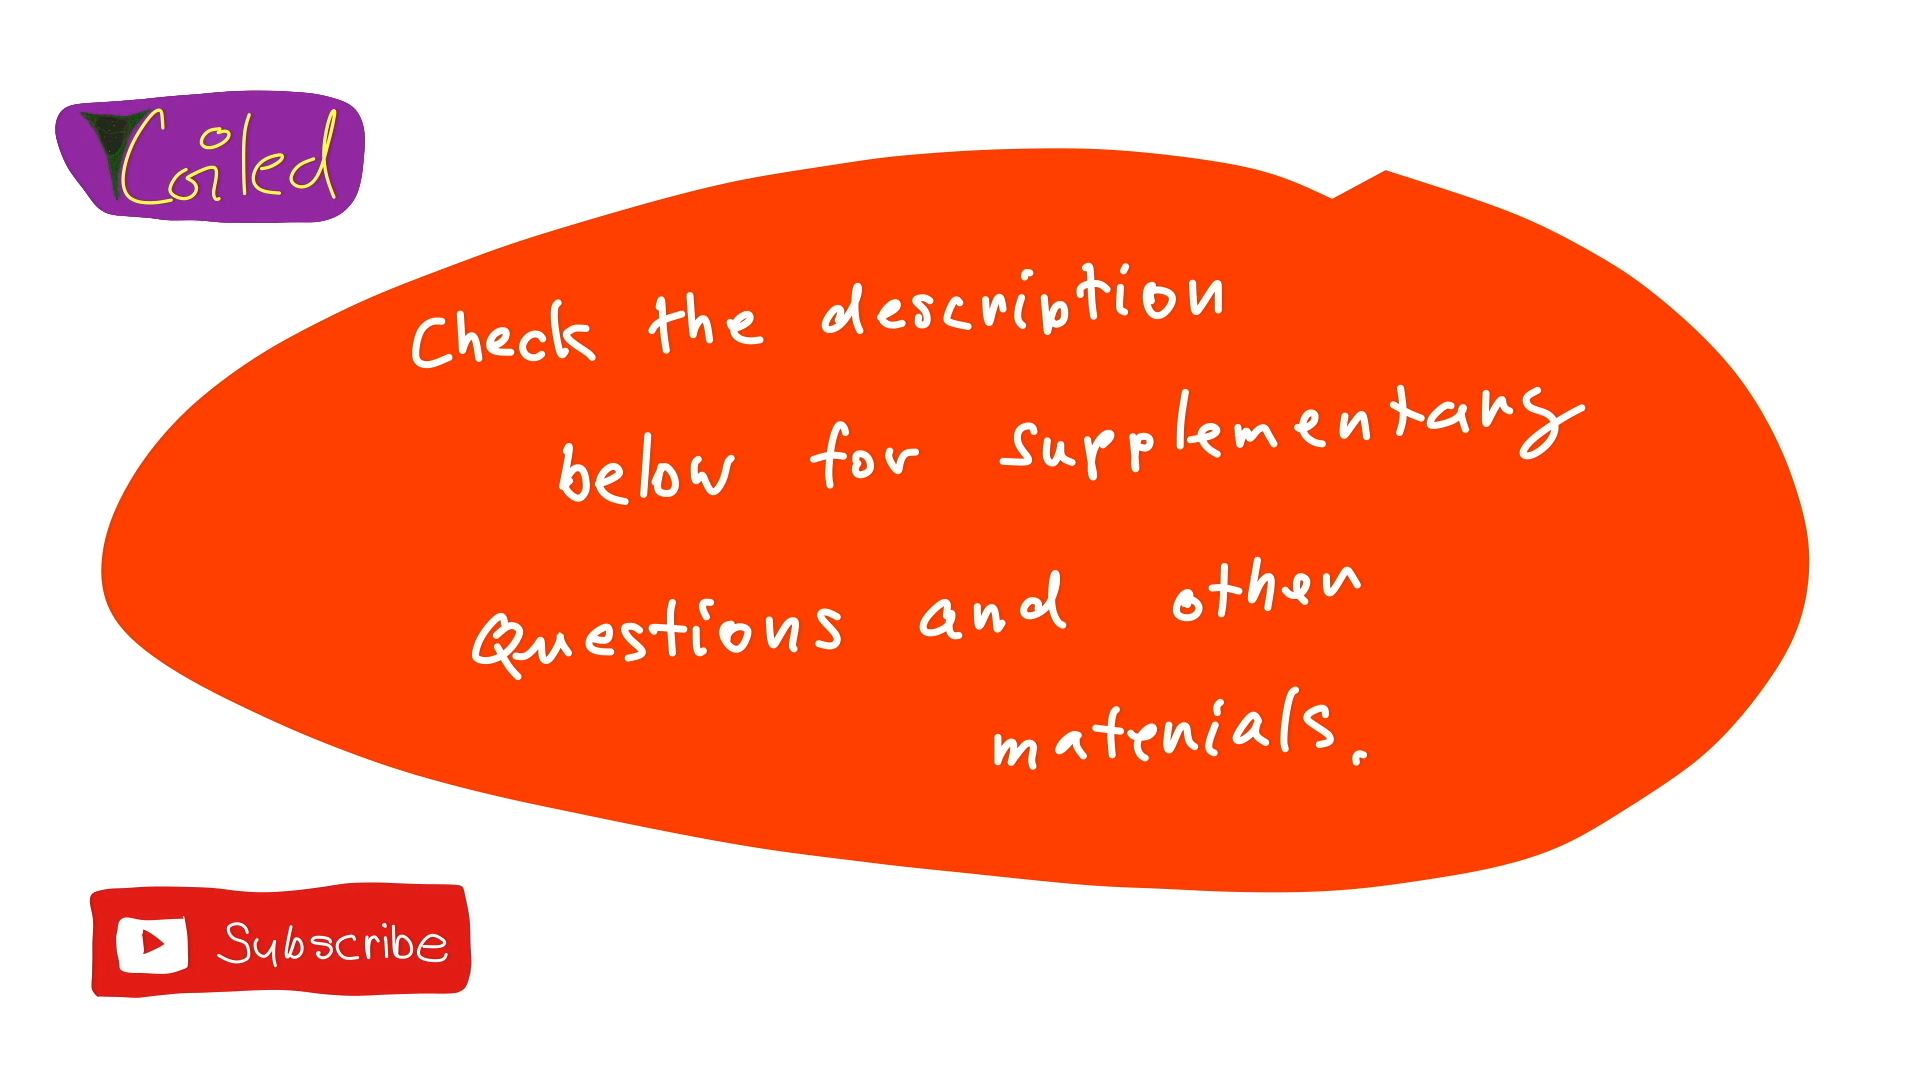 Coiled
Check the description
below for supplementary
Questions and other
materials.
Subscribe